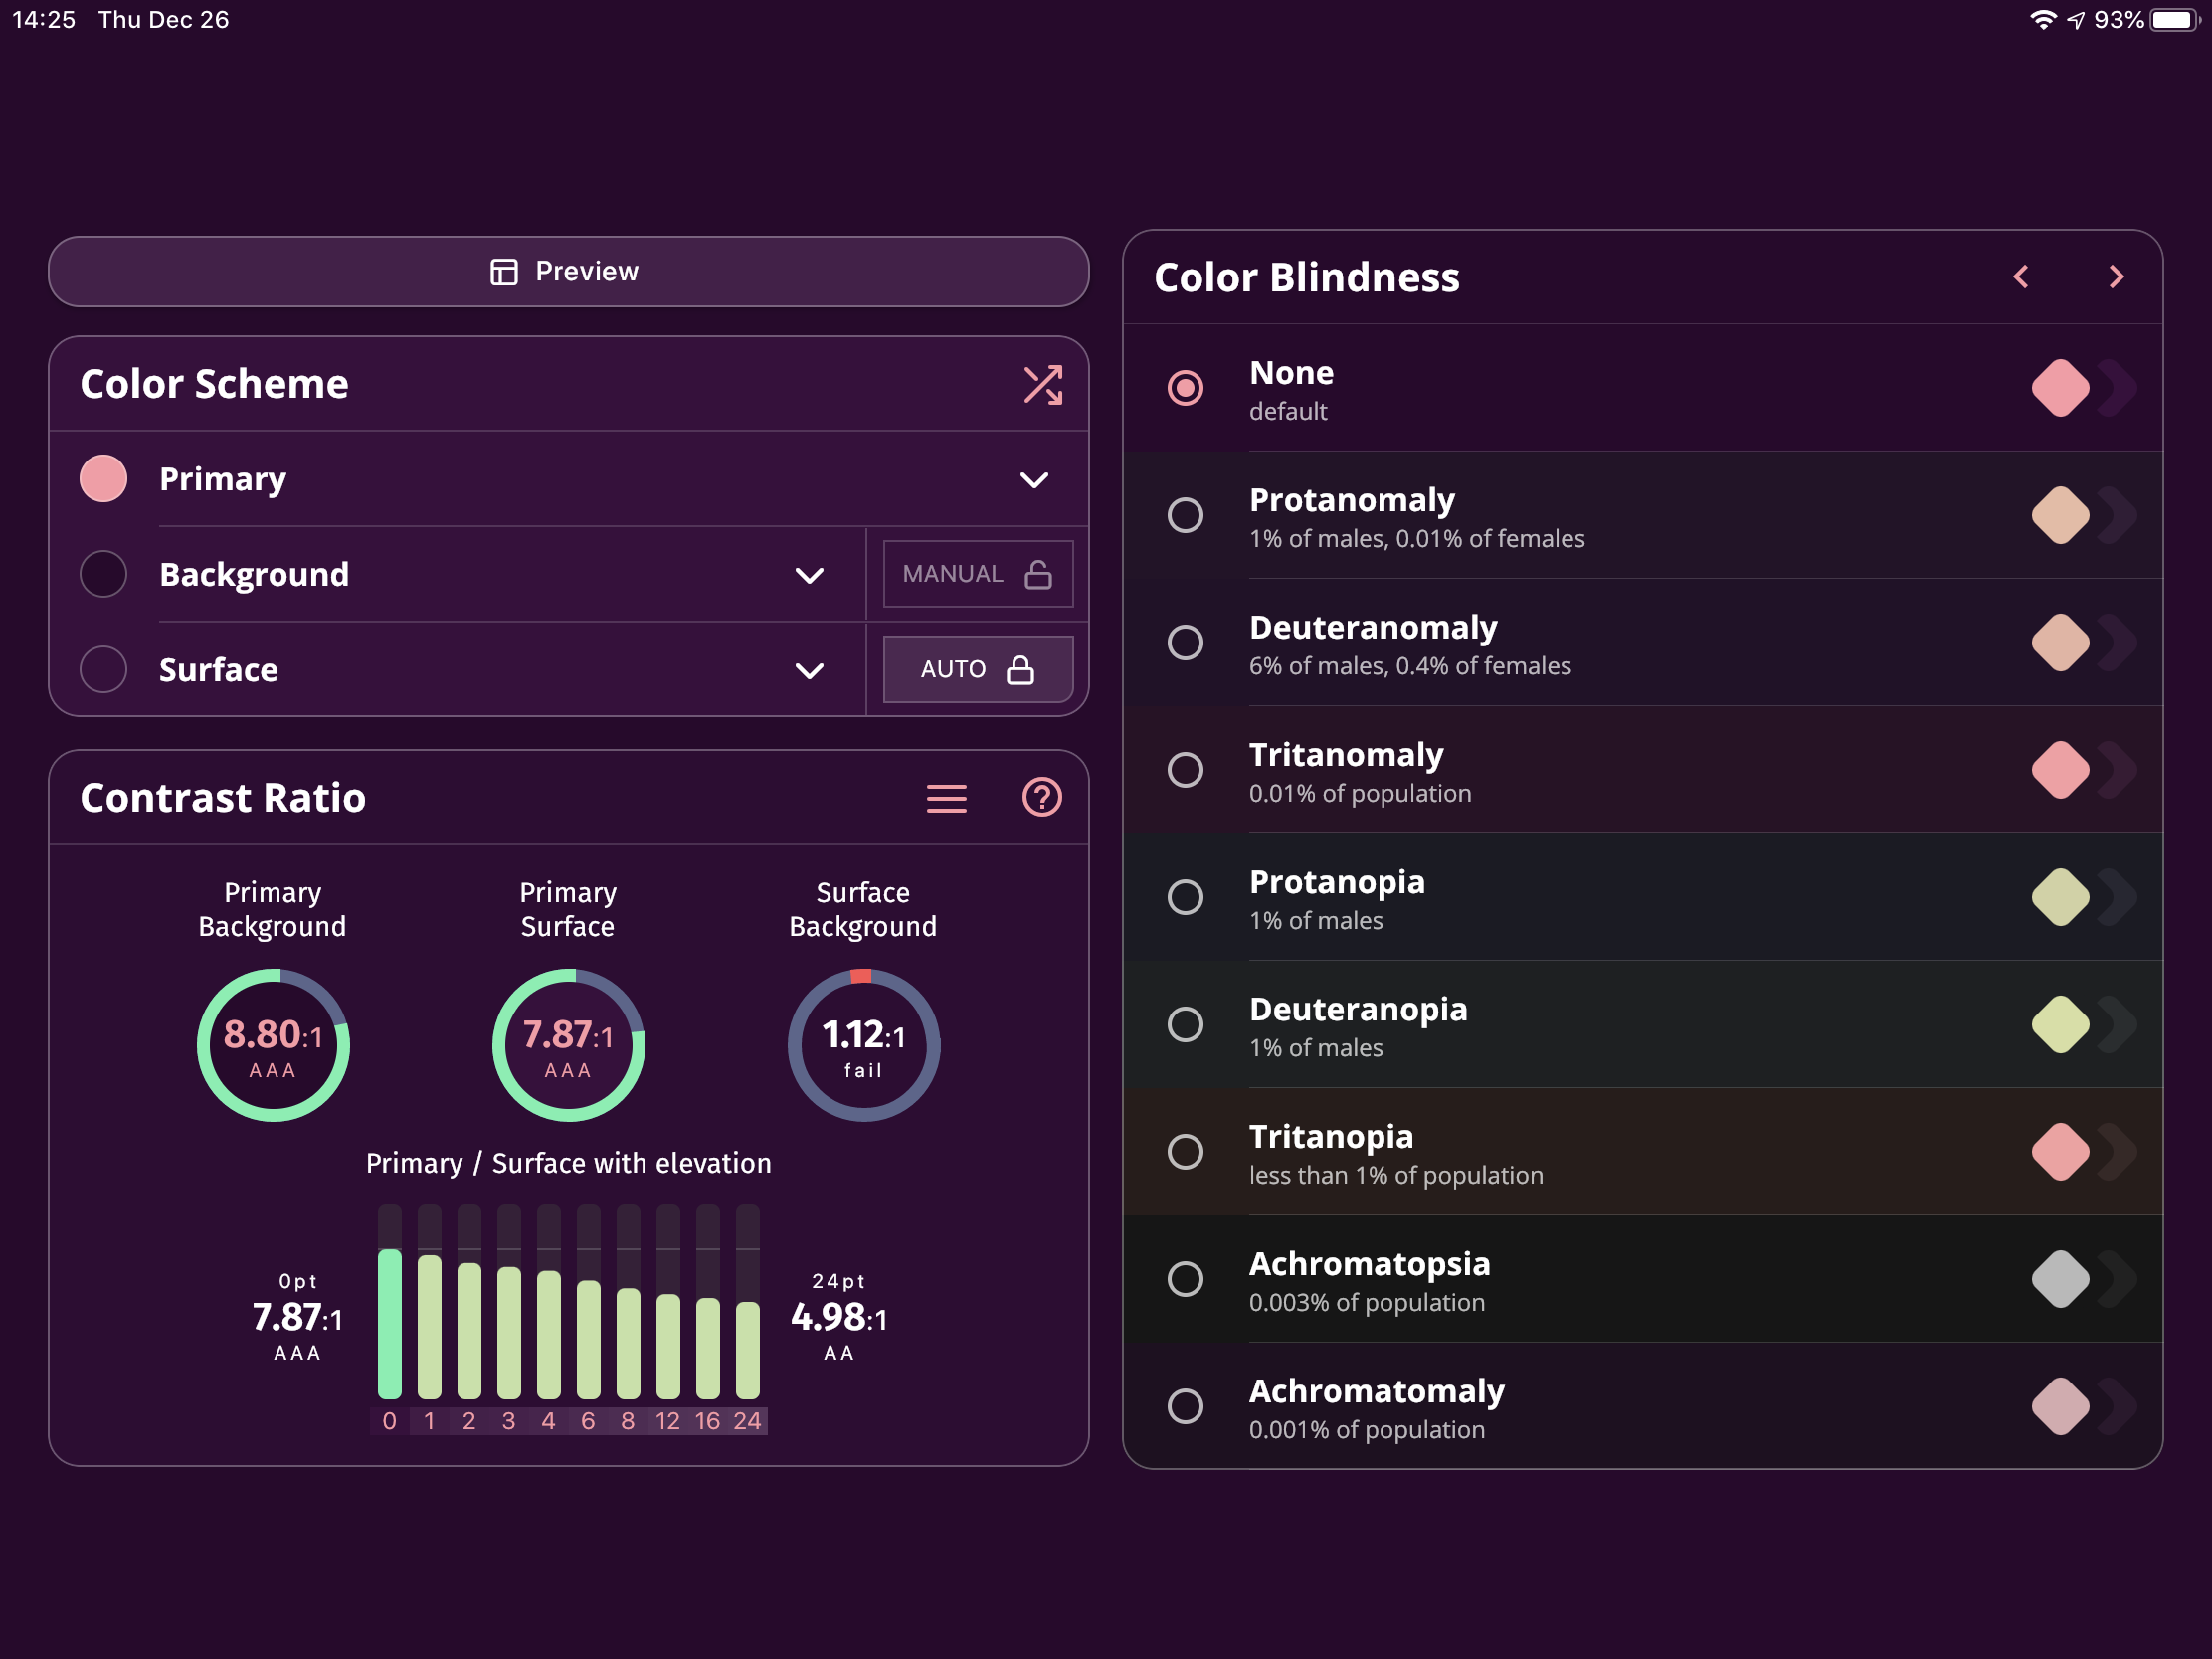 14:25 Thu Dec 26
93%
Preview
Color Scheme
Primary
Background
MANUAL
Surface
AUTO
Contrast Ratio
Primary
Background
8.80:1
AAA
Primary
Surface
7.87:1
AAA
Surface
Background
1.12:1
fail
Primary / Surface with elevation
0pt
7.87:1
AAA
24pt
4.98:1
AA
0 1 2 3 4 6 8 12 16 24
Color Blindness
None
default
Protanomaly
1% of males, 0.01% of females
Deuteranomaly
6% of males, 0.4% of females
Tritanomaly
0.01% of population
Protanopia
1% of males
Deuteranopia
1% of males
Tritanopia
less than 1% of population
Achromatopsia
0.003% of population
Achromatomaly
0.001% of population